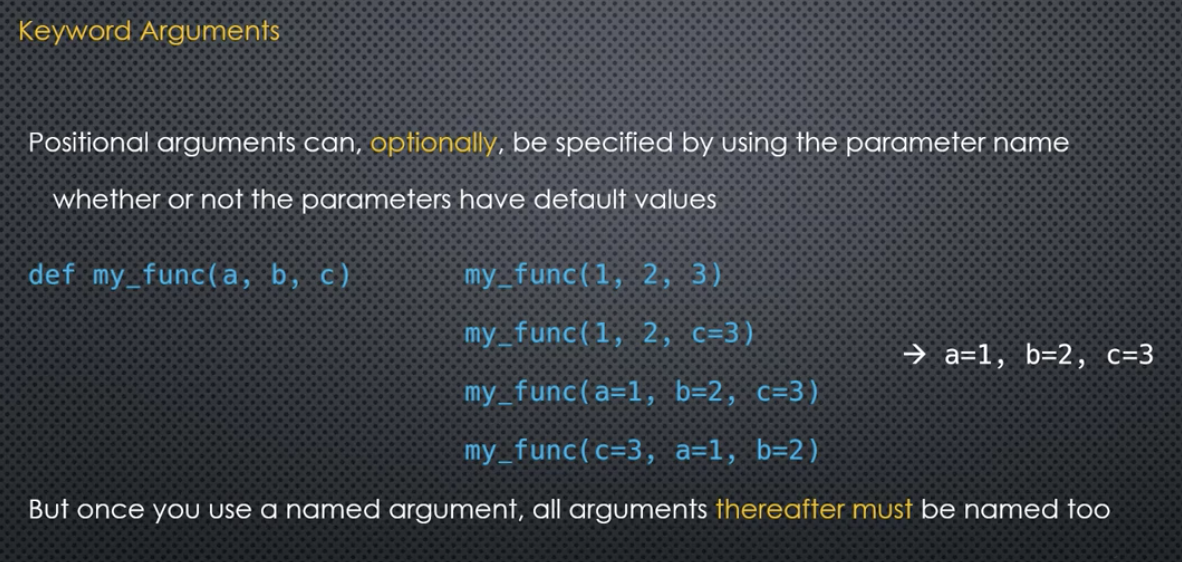 Keyword Arguments
Positional arguments can, optionally, be specified by using the parameter name
whether or not the parameters have default values
def my_func(a, b, c)
my_func(1, 2, 3)
my_func(1, 2, c=3)
→ a=1, b=2, c=3
my_func(a=1, b=2, c=3)
my_func(c=3, a=1, b=2)
But once you use a named argument, all arguments thereafter must be named too